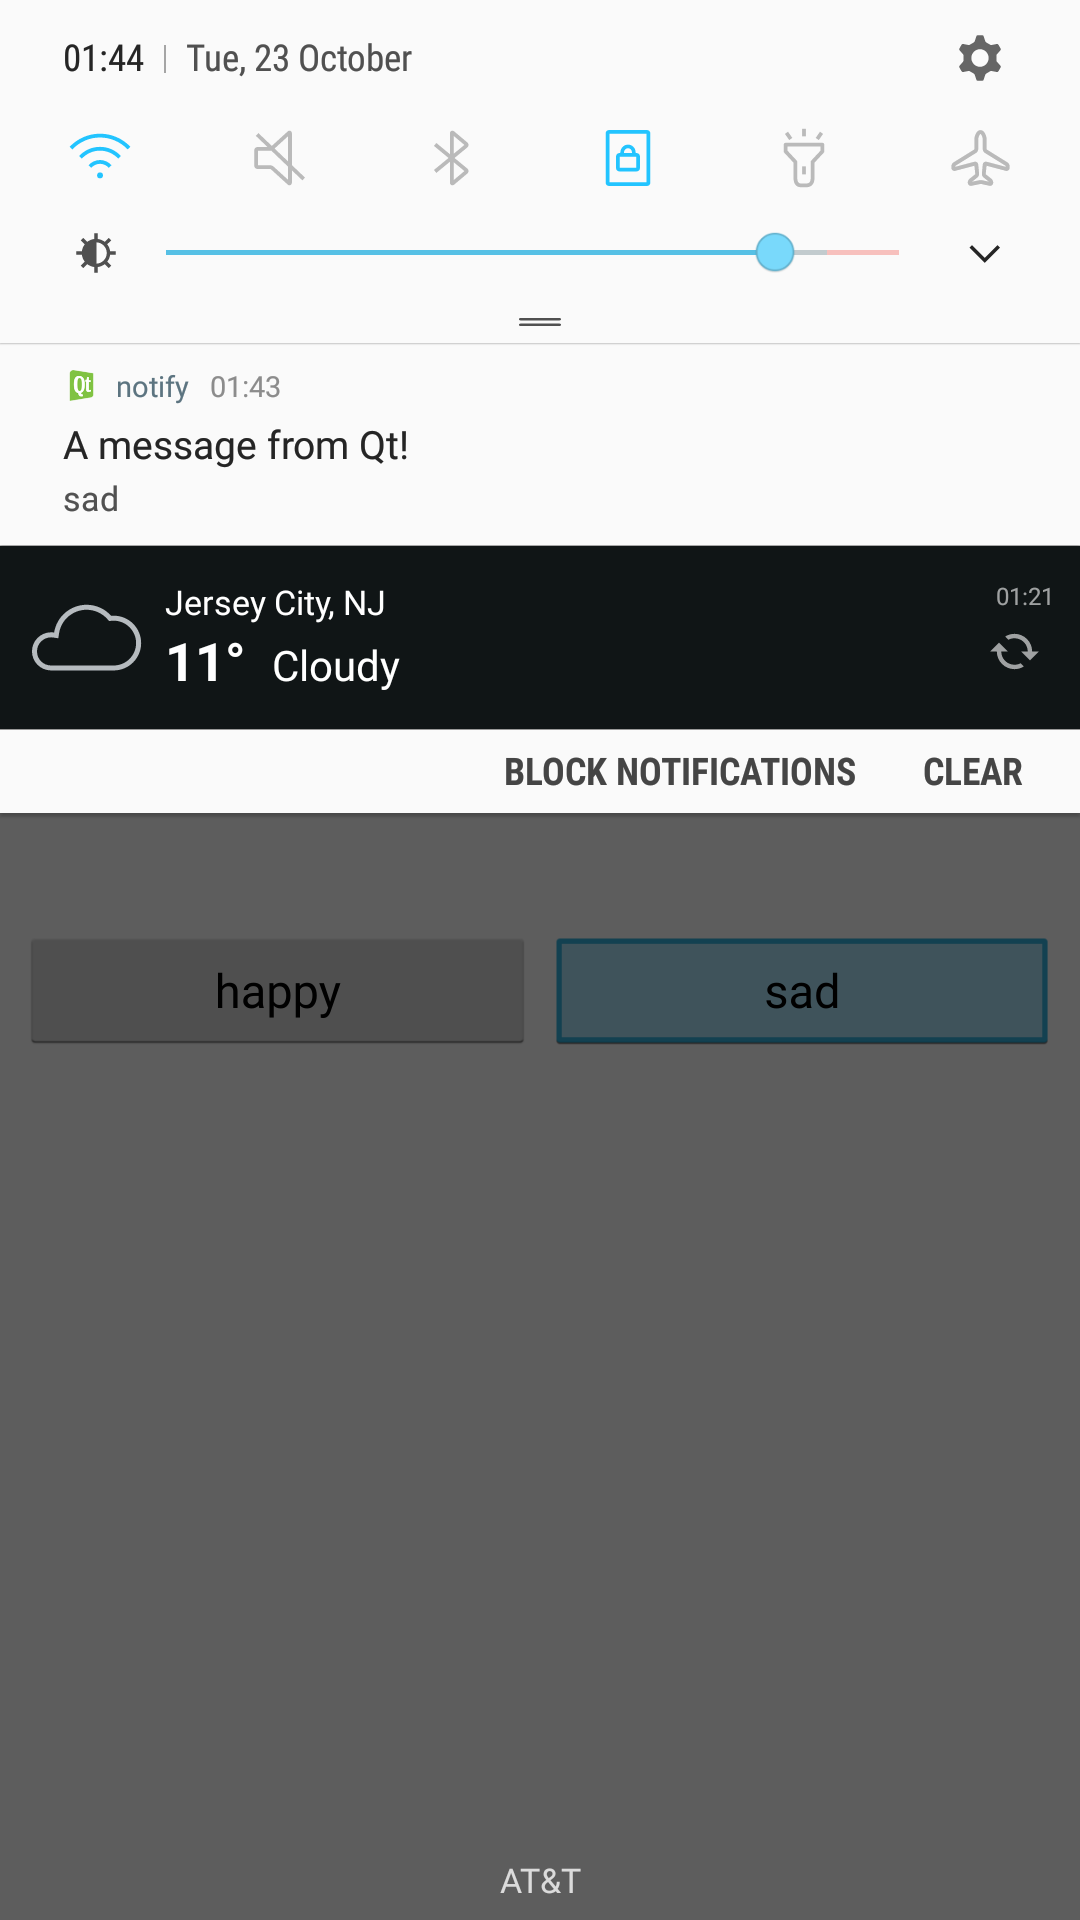 01:44 | Tue, 23 October
Qt notify 01:43
A message from Qt!
sad
Jersey City, NJ
01:21
11° Cloudy
BLOCK NOTIFICATIONS CLEAR
happy sad
AT&T